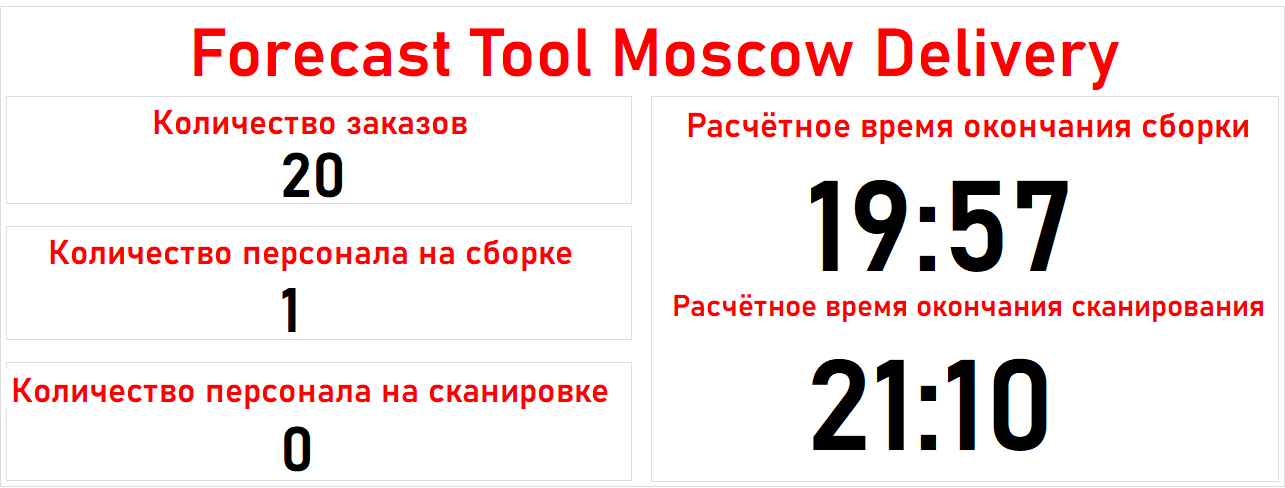 Forecast Tool Moscow Delivery
Количество заказов
20
Количество персонала на сборке
1
Количество персонала на сканировке
0
Расчётное время окончания сборки
19:57
Расчётное время окончания сканирования
21:10